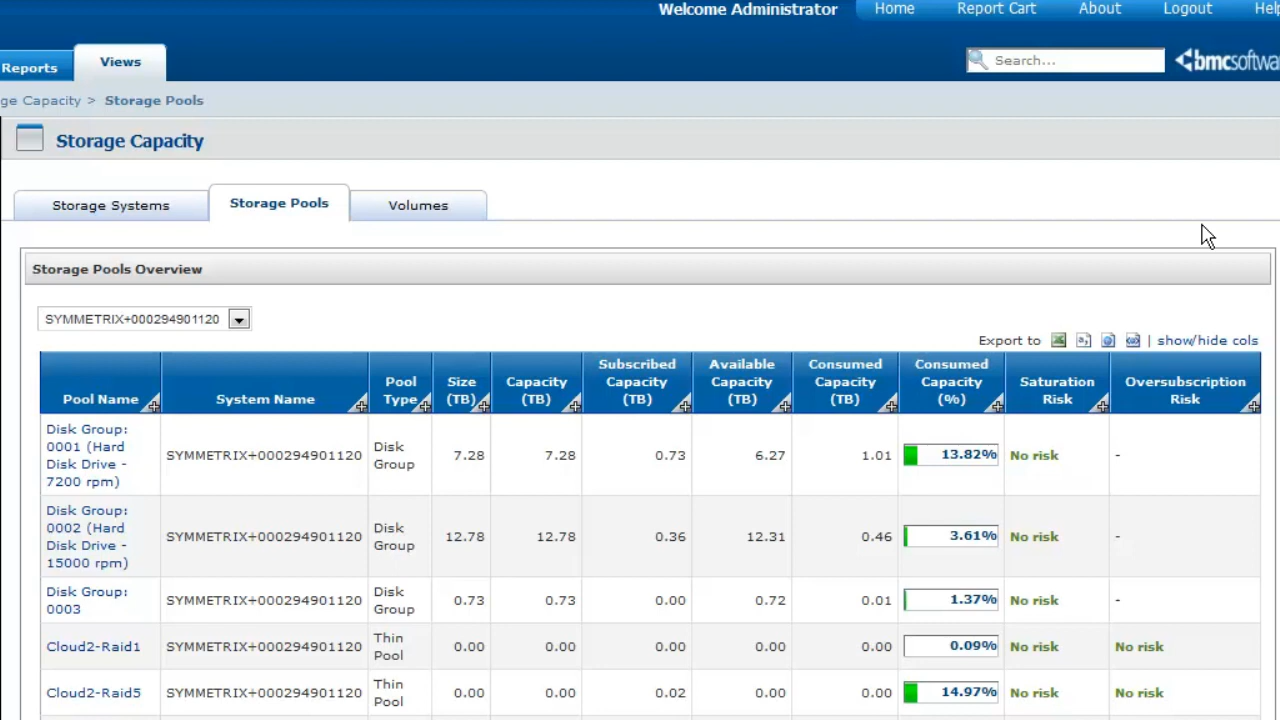 Welcome Administrator Home Report Cart About Logout Help
Reports Views Search... bmcsoftwa
ge Capacity > Storage Pools
Storage Capacity
Storage Systems Storage Pools Volumes
Storage Pools Overview
SYMMETRIX+000294901120
Export to | show/hide cols
Pool Name System Name Pool Type Size (TB) Capacity (TB) Subscribed Capacity (TB) Available Capacity (TB) Consumed Capacity (TB) Consumed Capacity (%) Saturation Risk Oversubscription Risk
Disk Group: 0001 (Hard Disk Drive - 7200 rpm) SYMMETRIX+000294901120 Disk Group 7.28 7.28 0.73 6.27 1.01 13.82% No risk -
Disk Group: 0002 (Hard Disk Drive - 15000 rpm) SYMMETRIX+000294901120 Disk Group 12.78 12.78 0.36 12.31 0.46 3.61% No risk -
Disk Group: 0003 SYMMETRIX+000294901120 Disk Group 0.73 0.73 0.00 0.72 0.01 1.37% No risk -
Cloud2-Raid1 SYMMETRIX+000294901120 Thin Pool 0.00 0.00 0.00 0.00 0.00 0.09% No risk No risk
Cloud2-Raid5 SYMMETRIX+000294901120 Thin Pool 0.00 0.00 0.02 0.00 0.00 14.97% No risk No risk